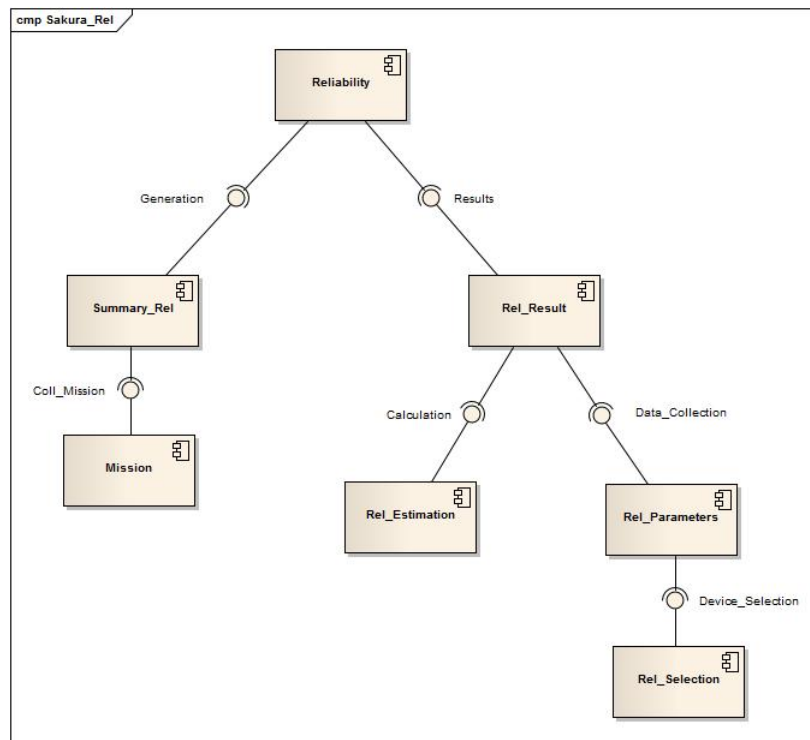 cmp Sakura_Rel
Reliability
Generation
Results
Summary_Rel
Rel_Result
Coll_Mission
Calculation
Data_Collection
Mission
Rel_Estimation
Rel_Parameters
Device_Selection
Rel_Selection